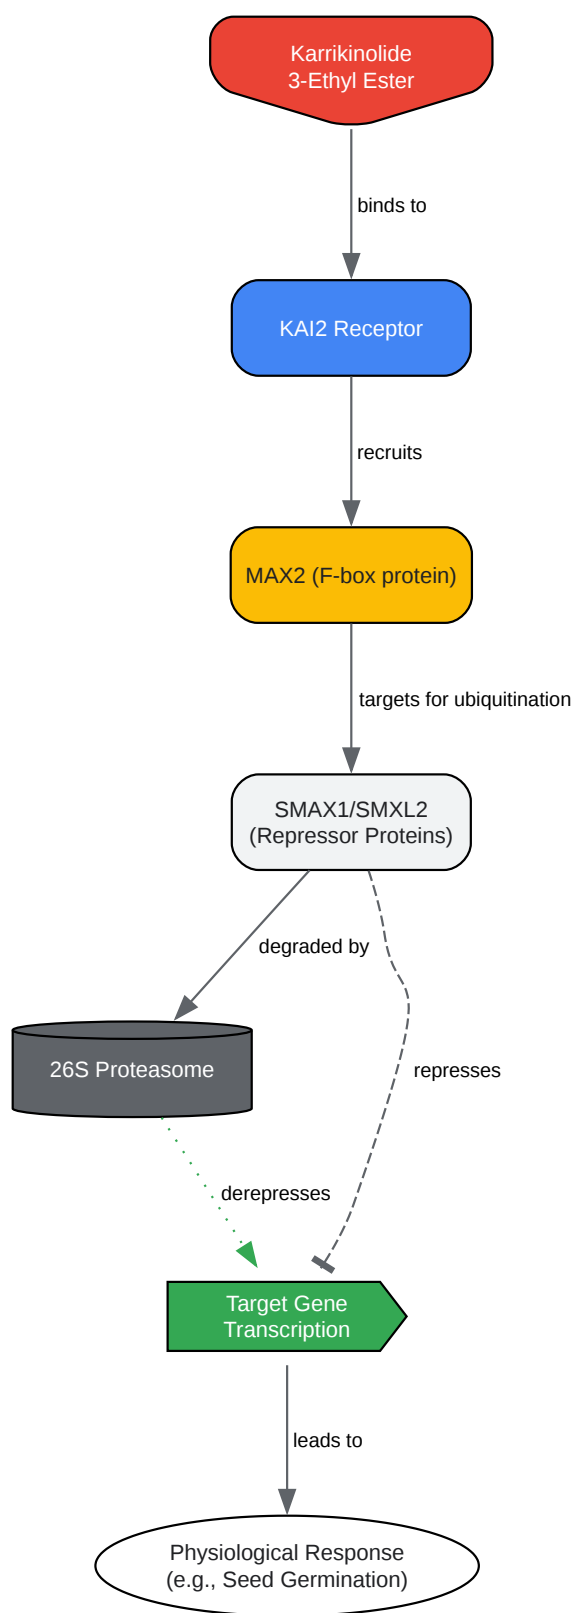 Karrikinolide
3-Ethyl Ester
binds to
KAI2 Receptor
recruits
MAX2 (F-box protein)
targets for ubiquitination
SMAX1/SMXL2
(Repressor Proteins)
degraded by
26S Proteasome
represses
derepresses
Target Gene
Transcription
leads to
Physiological Response
(e.g., Seed Germination)